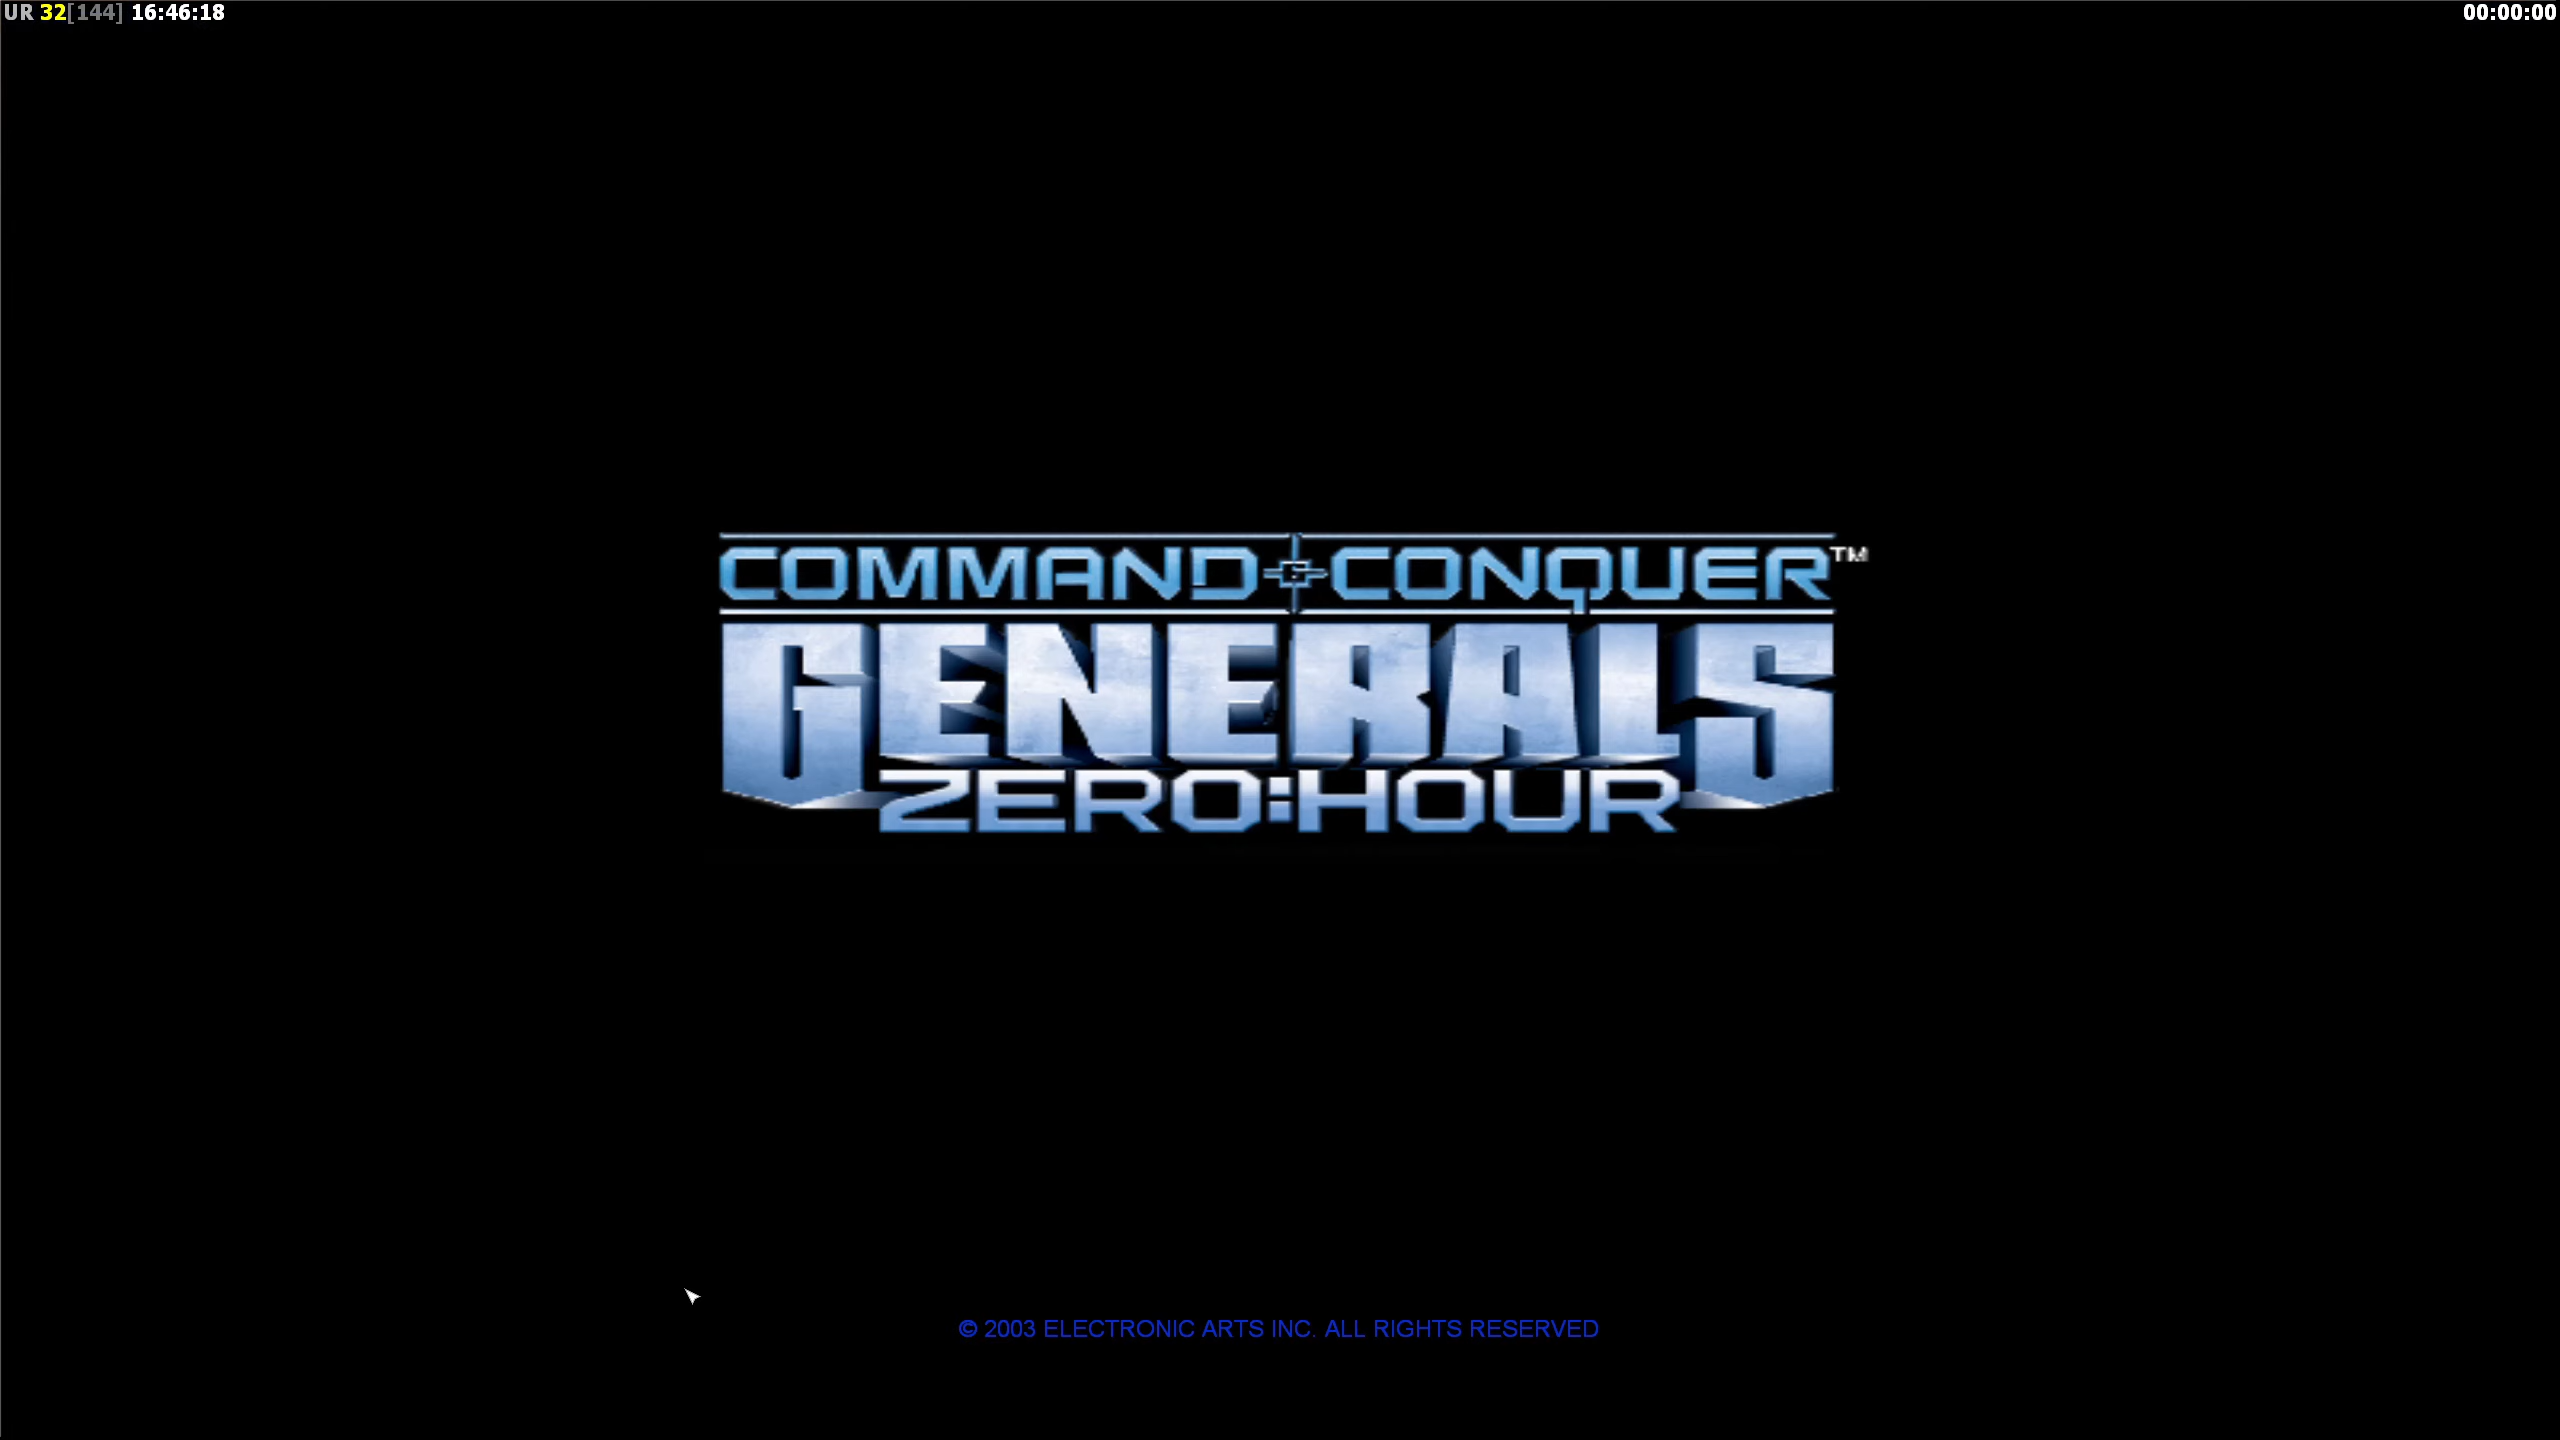 UR 32[144] 16:46:18
00:00:00
COMMAND CONQUER™
GENERALS
ZERO:HOUR
© 2003 ELECTRONIC ARTS INC. ALL RIGHTS RESERVED